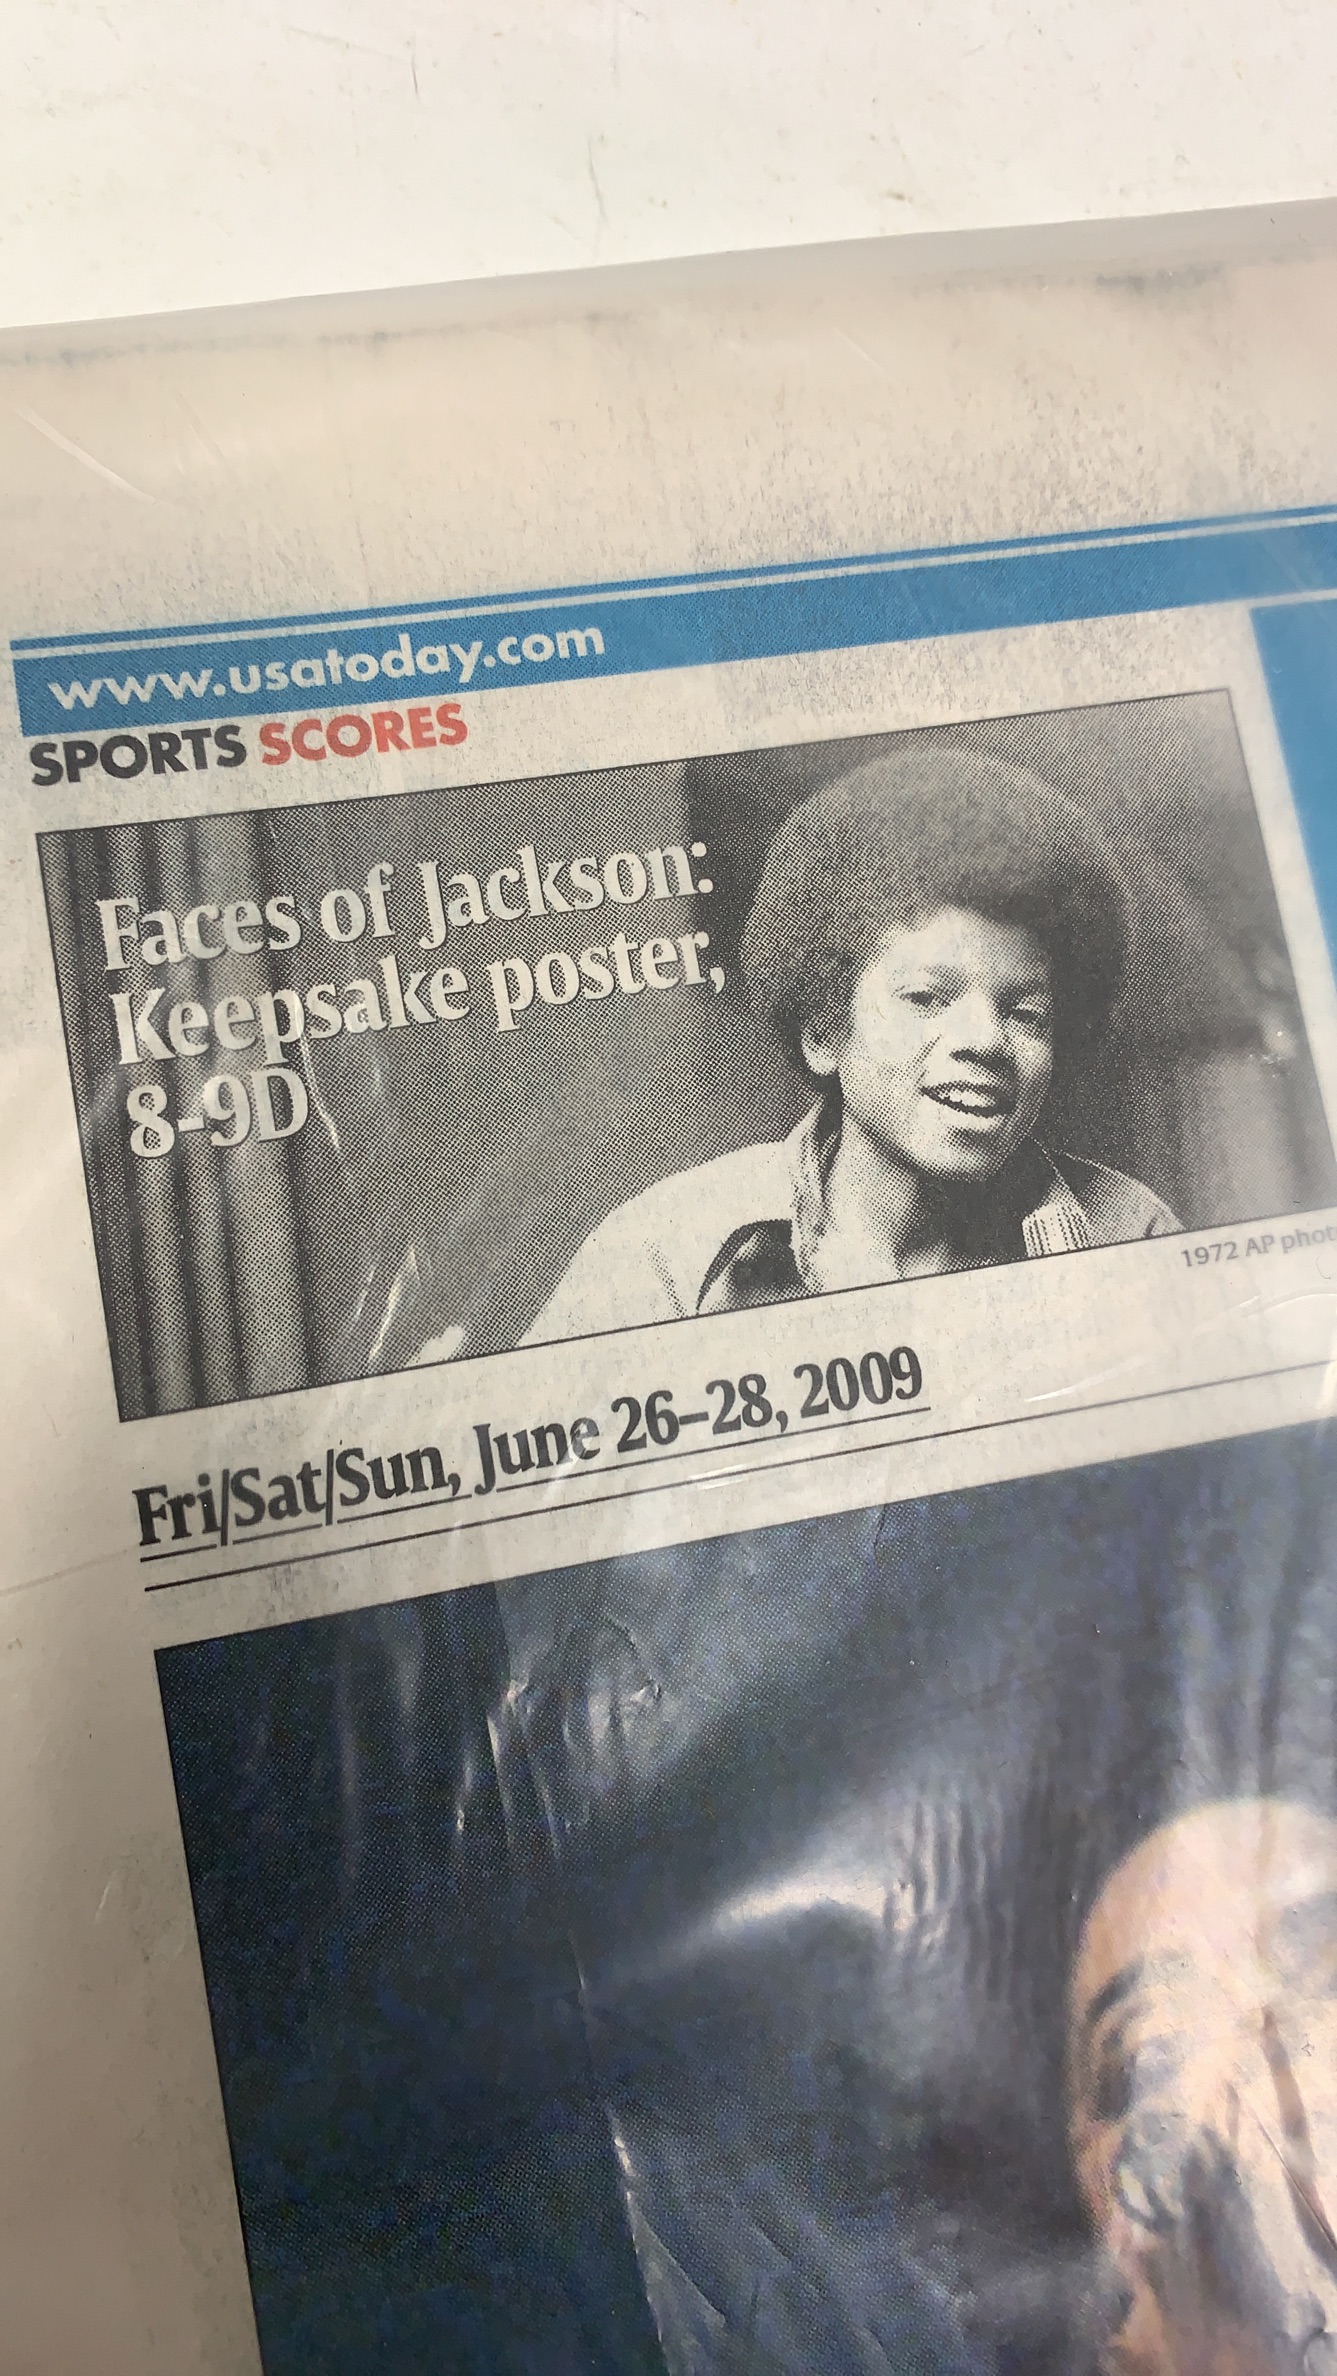 www.usatoday.com
SPORTS SCORES
Faces of Jackson:
Keepsake poster,
8-9D
1972 AP phot
Fri/Sat/Sun, June 26–28, 2009